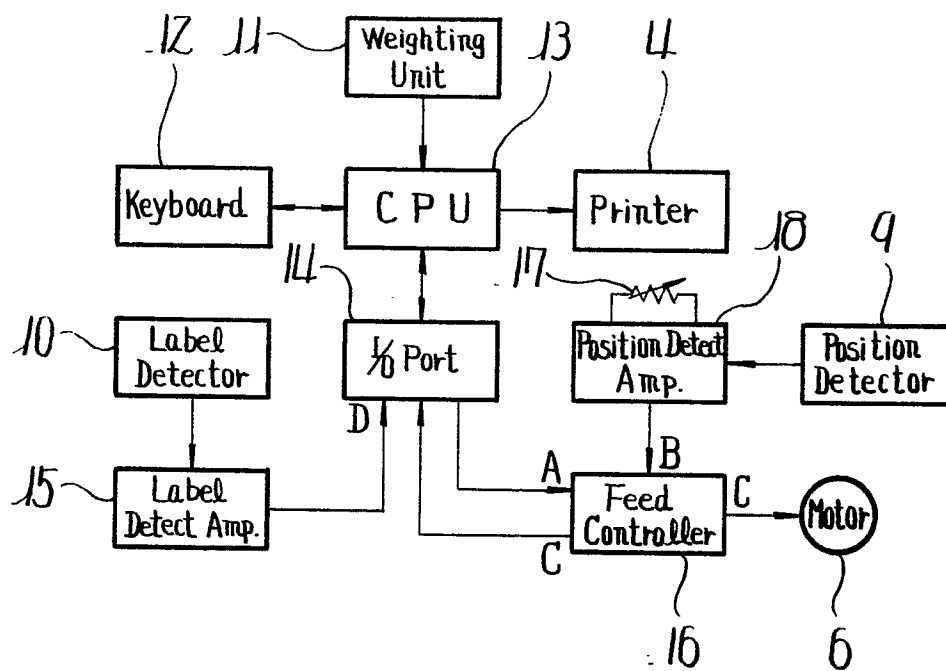 12
11
Weighting
Unit
13
4
Keyboard
CPU
Printer
14
17
18
9
10
Label
Detector
I/O Port
Position Detect
Amp.
Position
Detector
D
A
B
C
15
Label
Detect Amp.
Feed
Controller
Motor
C
16
6